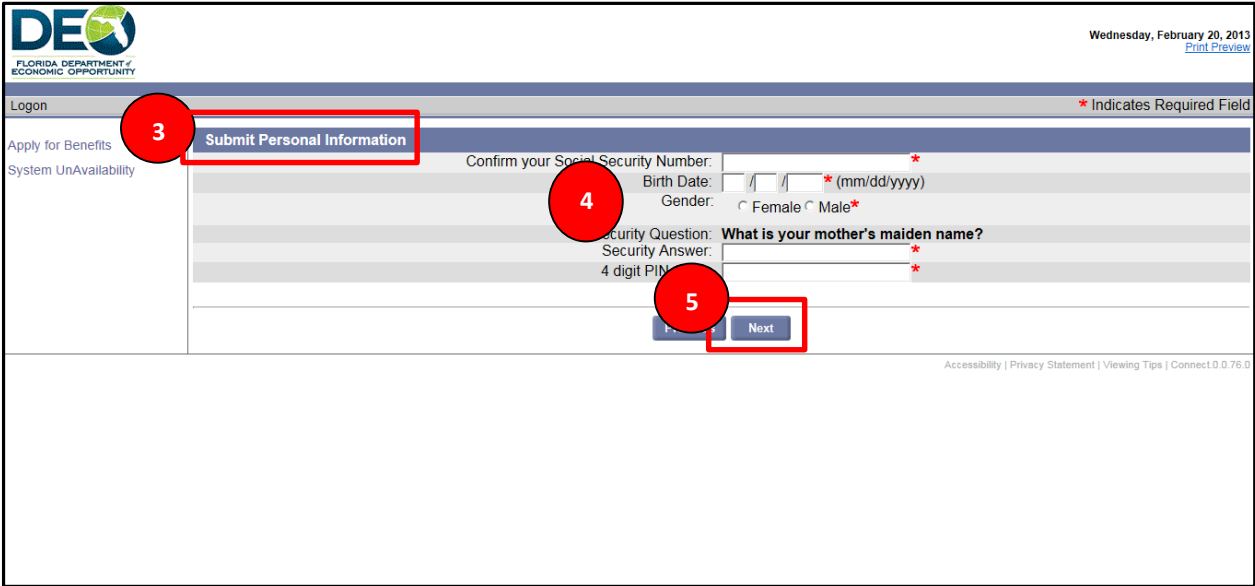 DEO
FLORIDA DEPARTMENT of
ECONOMIC OPPORTUNITY
Wednesday, February 20, 2013
Print Preview
Logon
* Indicates Required Field
Apply for Benefits
System UnAvailability
3
Submit Personal Information
Confirm your Social Security Number: *
Birth Date: / / * (mm/dd/yyyy)
4
Gender: Female Male*
Question: What is your mother's maiden name?
Security Answer: *
4 digit PIN *
5
Next
Accessibility | Privacy Statement | Viewing Tips | Connect.0.0.76.0